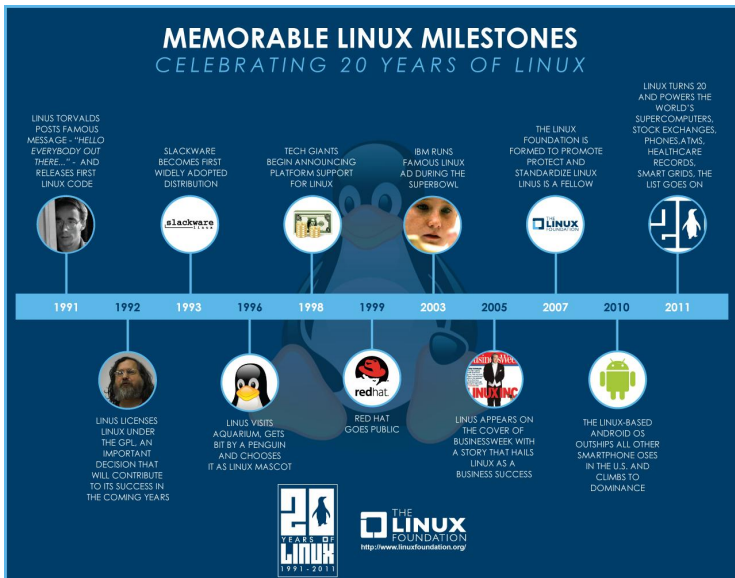 MEMORABLE LINUX MILESTONES
CELEBRATING 20 YEARS OF LINUX
LINUS TORVALDS
POSTS FAMOUS
MESSAGE - "HELLO
EVERYBODY OUT
THERE..." - AND
RELEASES FIRST
LINUX CODE
SLACKWARE
BECOMES FIRST
WIDELY ADOPTED
DISTRIBUTION
slackware
linux
TECH GIANTS
BEGIN ANNOUNCING
PLATFORM SUPPORT
FOR LINUX
IBM RUNS
FAMOUS LINUX
AD DURING THE
SUPERBOWL
THE LINUX
FOUNDATION IS
FORMED TO PROMOTE
PROTECT AND
STANDARDIZE LINUX
LINUS IS A FELLOW
THE
LINUX
FOUNDATION
LINUX TURNS 20
AND POWERS THE
WORLD'S
SUPERCOMPUTERS,
STOCK EXCHANGES,
PHONES,ATMS,
HEALTHCARE
RECORDS,
SMART GRIDS, THE
LIST GOES ON
20
1991 1992 1993 1996 1998 1999 2003 2005 2007 2010 2011
LINUS LICENSES
LINUX UNDER
THE GPL, AN
IMPORTANT
DECISION THAT
WILL CONTRIBUTE
TO ITS SUCCESS IN
THE COMING YEARS
LINUS VISITS
AQUARIUM, GETS
BIT BY A PENGUIN
AND CHOOSES
IT AS LINUX MASCOT
redhat.
RED HAT
GOES PUBLIC
BusinessWeek
LINUX INC
LINUS APPEARS ON
THE COVER OF
BUSINESSWEEK WITH
A STORY THAT HAILS
LINUX AS A
BUSINESS SUCCESS
THE LINUX-BASED
ANDROID OS
OUTSHIPS ALL OTHER
SMARTPHONE OSES
IN THE U.S. AND
CLIMBS TO
DOMINANCE
20
YEARS OF
LINUX
1991-2011
THE
LINUX
FOUNDATION
http://www.linuxfoundation.org/